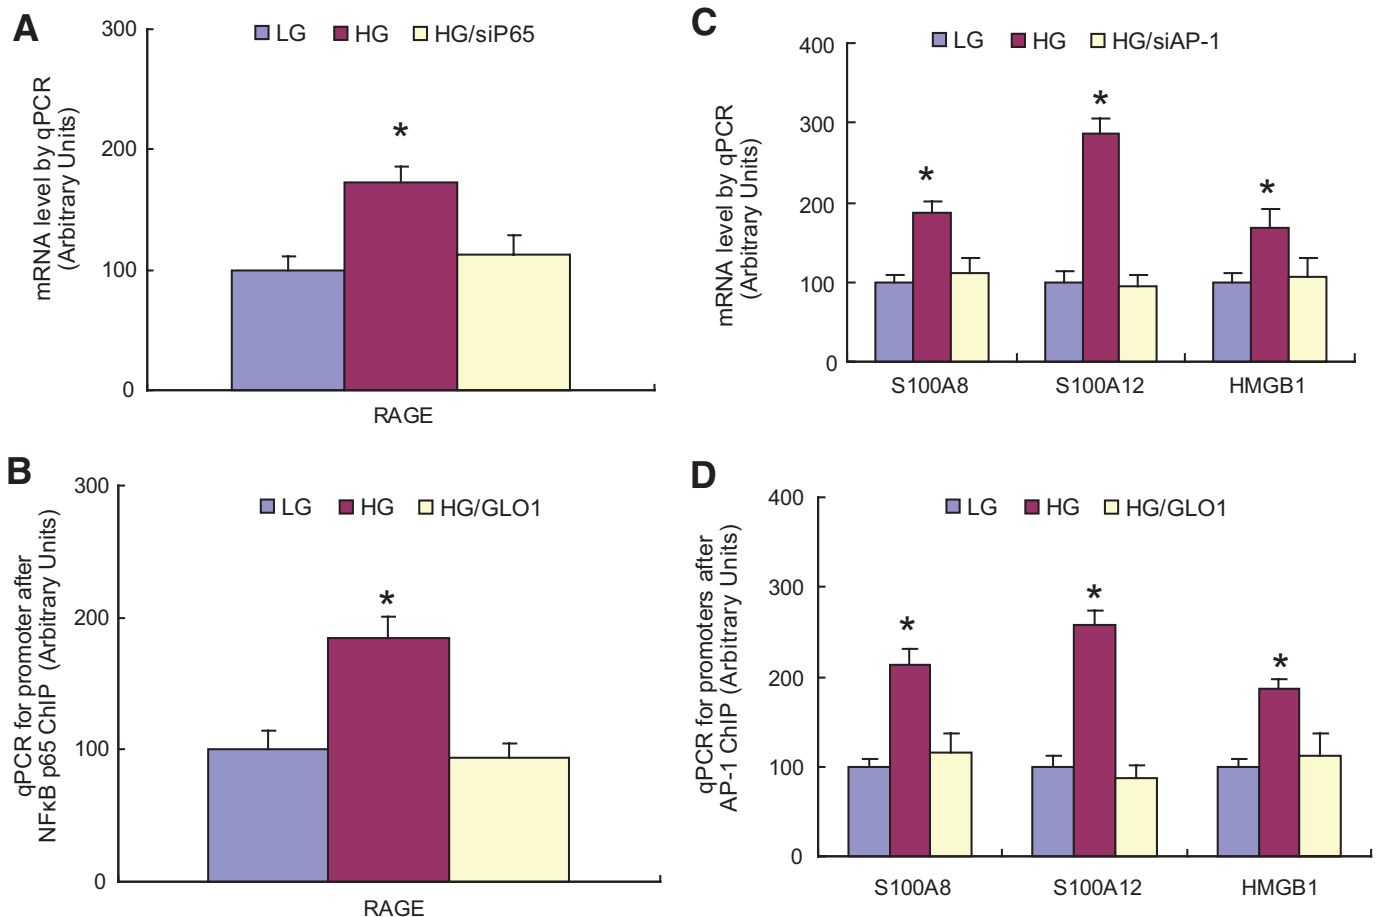 A
300
200
100
0
mRNA level by qPCR
(Arbitrary Units)
LG HG HG/siP65
*
RAGE
B
300
200
100
0
qPCR for promoter after
NFκB p65 ChIP (Arbitrary Units)
LG HG HG/GLO1
*
RAGE
C
400
300
200
100
0
mRNA level by qPCR
(Arbitrary Units)
LG HG HG/siAP-1
* * *
S100A8 S100A12 HMGB1
D
400
300
200
100
0
qPCR for promoters after
AP-1 ChIP (Arbitrary Units)
LG HG HG/GLO1
* * *
S100A8 S100A12 HMGB1